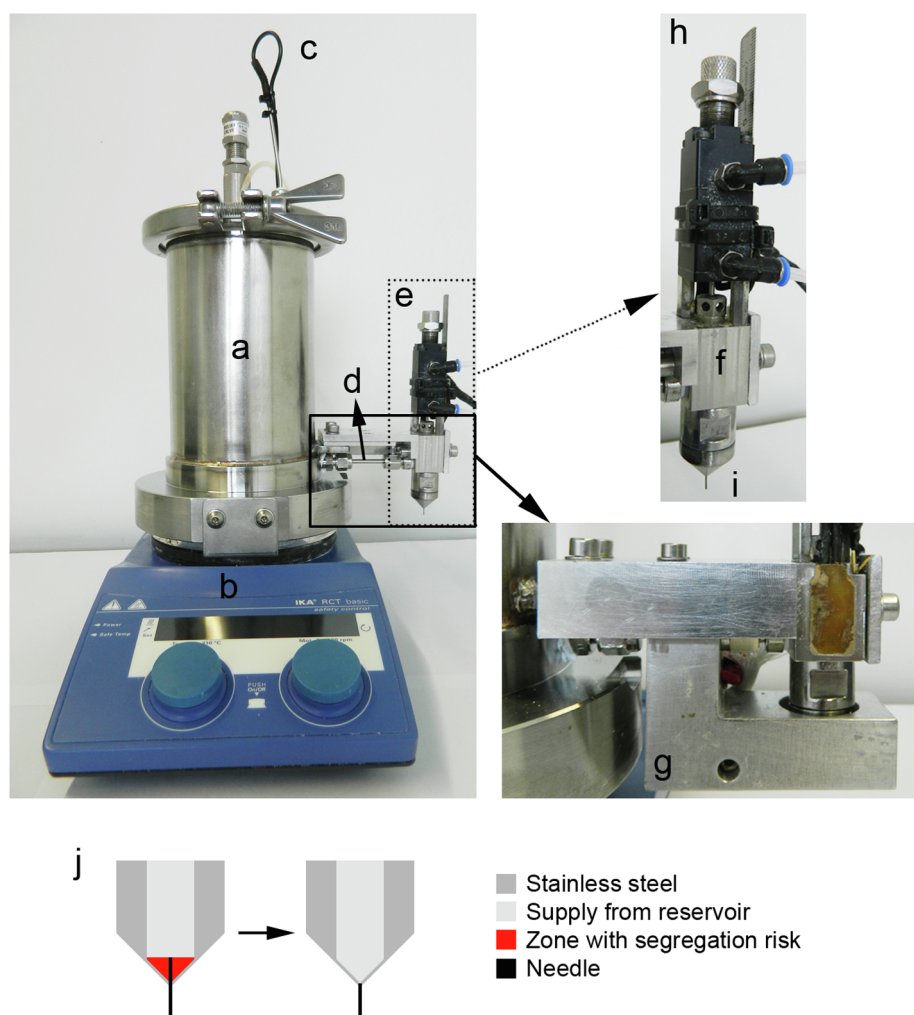 c
h
e
a
d
f
i
b
IKA® RCT basic
safety control
Power
Safe Temp
PUSH
On/Off
g
j
Stainless steel
Supply from reservoir
Zone with segregation risk
Needle